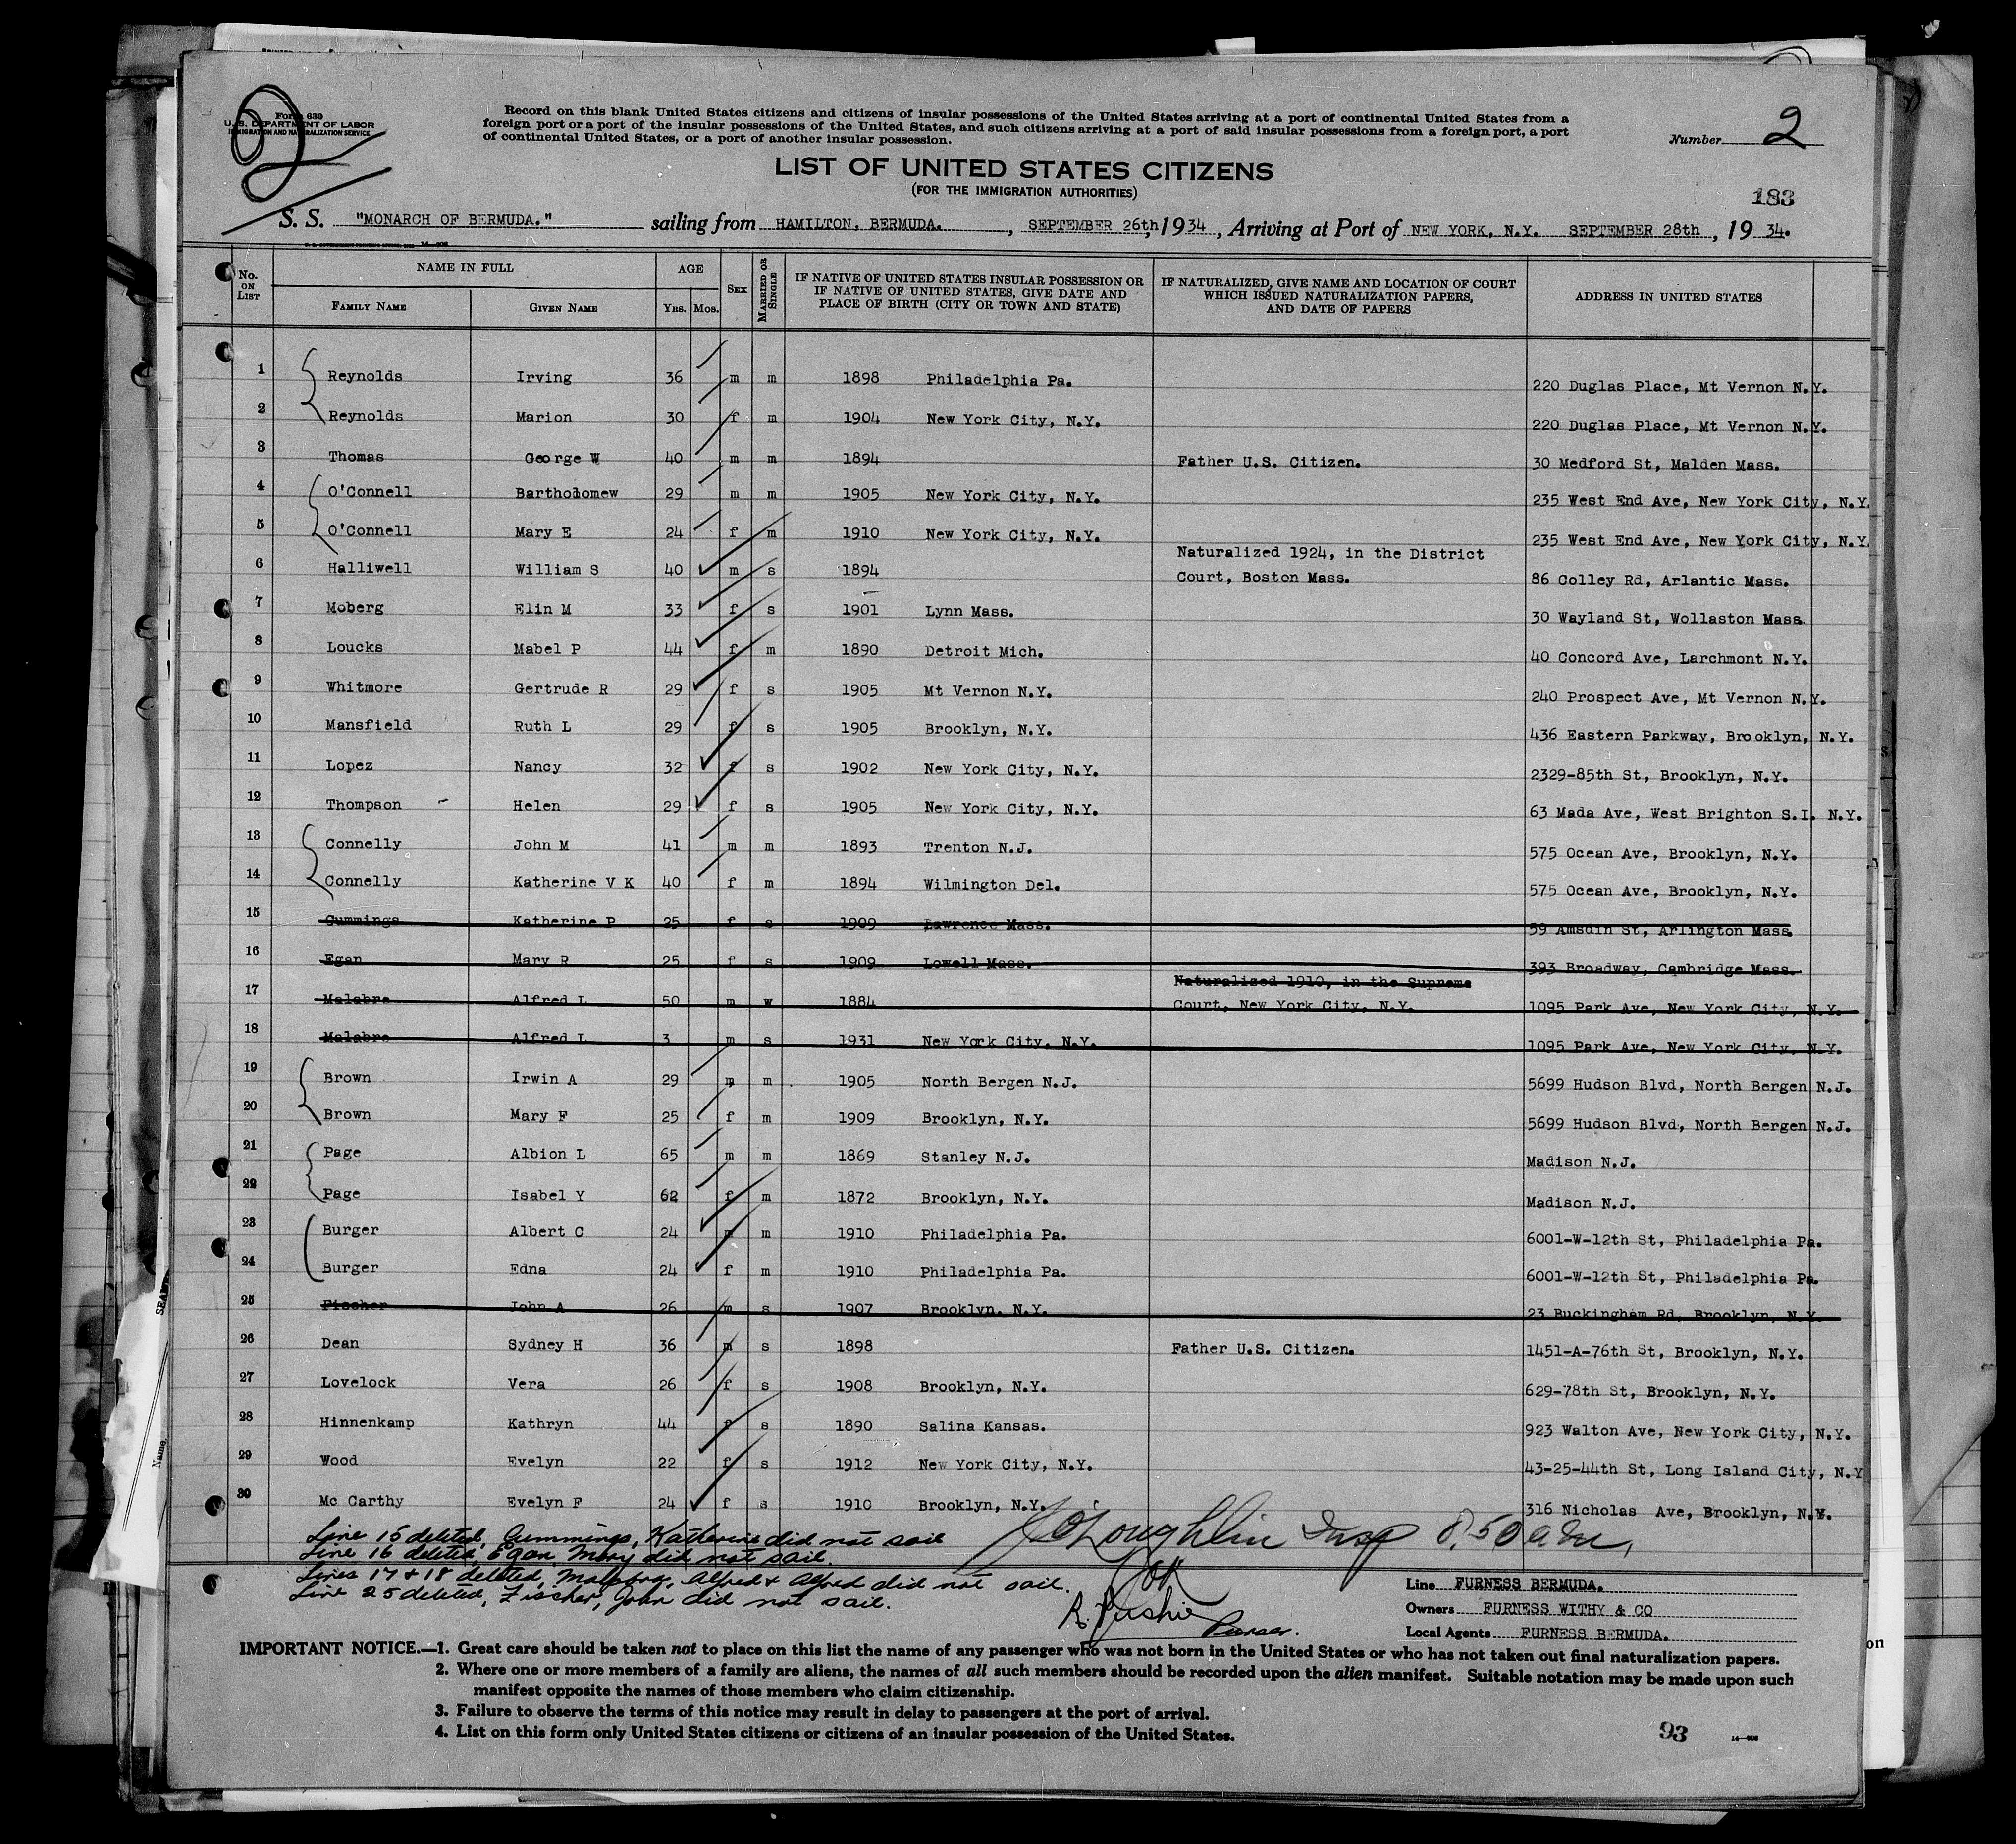 2
Form 630
U. S. DEPARTMENT OF LABOR
IMMIGRATION AND NATURALIZATION SERVICE
Record on this blank United States citizens and citizens of insular possessions of the United States arriving at a port of continental United States from a
foreign port or a port of the insular possessions of the United States, and such citizens arriving at a port of said insular possessions from a foreign port, a port
of continental United States, or a port of another insular possession.
Number 2
LIST OF UNITED STATES CITIZENS
(FOR THE IMMIGRATION AUTHORITIES)
183
S. S. "MONARCH OF BERMUDA." sailing from HAMILTON, BERMUDA. , SEPTEMBER 26th, 1934, Arriving at Port of NEW YORK, N.Y. SEPTEMBER 28th, 1934.
No. ON LIST NAME IN FULL FAMILY NAME GIVEN NAME AGE YRS. MOS. SEX MARRIED OR SINGLE IF NATIVE OF UNITED STATES INSULAR POSSESSION OR IF NATIVE OF UNITED STATES, GIVE DATE AND PLACE OF BIRTH (CITY OR TOWN AND STATE) IF NATURALIZED, GIVE NAME AND LOCATION OF COURT WHICH ISSUED NATURALIZATION PAPERS, AND DATE OF PAPERS ADDRESS IN UNITED STATES
1 Reynolds Irving 36 m m 1898 Philadelphia Pa. 220 Duglas Place, Mt Vernon N.Y.
2 Reynolds Marion 30 f m 1904 New York City, N.Y. 220 Duglas Place, Mt Vernon N.Y.
3 Thomas George W 40 m m 1894 Father U.S. Citizen. 30 Medford St, Malden Mass.
4 O'Connell Bartholomew 29 m m 1905 New York City, N.Y. 235 West End Ave, New York City, N.Y.
5 O'Connell Mary E 24 f m 1910 New York City, N.Y. 235 West End Ave, New York City, N.Y.
6 Halliwell William S 40 m s 1894 Naturalized 1924, in the District Court, Boston Mass. 86 Colley Rd, Arlantic Mass.
7 Moberg Elin M 33 f s 1901 Lynn Mass. 30 Wayland St, Wollaston Mass.
8 Loucks Mabel P 44 f m 1890 Detroit Mich. 40 Concord Ave, Larchmont N.Y.
9 Whitmore Gertrude R 29 f s 1905 Mt Vernon N.Y. 240 Prospect Ave, Mt Vernon N.Y.
10 Mansfield Ruth L 29 f s 1905 Brooklyn, N.Y. 436 Eastern Parkway, Brooklyn, N.Y.
11 Lopez Nancy 32 f s 1902 New York City, N.Y. 2329-85th St, Brooklyn, N.Y.
12 Thompson Helen 29 f s 1905 New York City, N.Y. 63 Mada Ave, West Brighton S.I. N.Y.
13 Connelly John M 41 m m 1893 Trenton N.J. 575 Ocean Ave, Brooklyn, N.Y.
14 Connelly Katherine V K 40 f m 1894 Wilmington Del. 575 Ocean Ave, Brooklyn, N.Y.
15 Cummings Katherine P 25 f s 1909 Lawrence Mass. 59 Amsdin St, Arlington Mass.
16 Egan Mary R 25 f s 1909 Lowell Mass. 393 Broadway, Cambridge Mass.
17 Malabre Alfred L 50 m w 1884 Naturalized 1910, in the Supreme Court, New York City, N.Y. 1095 Park Ave, New York City, N.Y.
18 Malabre Alfred L 3 m s 1931 New York City, N.Y. 1095 Park Ave, New York City, N.Y.
19 Brown Irwin A 29 m m 1905 North Bergen N.J. 5699 Hudson Blvd, North Bergen N.J.
20 Brown Mary F 25 f m 1909 Brooklyn, N.Y. 5699 Hudson Blvd, North Bergen N.J.
21 Page Albion L 65 m m 1869 Stanley N.J. Madison N.J.
22 Page Isabel Y 62 f m 1872 Brooklyn, N.Y. Madison N.J.
23 Burger Albert C 24 m m 1910 Philadelphia Pa. 6001-W-12th St, Philadelphia Pa.
24 Burger Edna 24 f m 1910 Philadelphia Pa. 6001-W-12th St, Philadelphia Pa.
25 Fischer John A 26 m s 1907 Brooklyn, N.Y. 23 Buckingham Rd, Brooklyn, N.Y.
26 Dean Sydney H 36 m s 1898 Father U.S. Citizen. 1451-A-76th St, Brooklyn, N.Y.
27 Lovelock Vera 26 f s 1908 Brooklyn, N.Y. 629-78th St, Brooklyn, N.Y.
28 Hinnenkamp Kathryn 44 f s 1890 Salina Kansas. 923 Walton Ave, New York City, N.Y.
29 Wood Evelyn 22 f s 1912 New York City, N.Y. 43-25-44th St, Long Island City, N.Y
30 Mc Carthy Evelyn F 24 f s 1910 Brooklyn, N.Y. 316 Nicholas Ave, Brooklyn, N.Y.
Line 15 deleted, Cummings, Katherine did not sail
Line 16 deleted, Egan, Mary did not sail.
Lines 17 & 18 deleted, Malabre, Alfred & Alfred did not sail.
Line 25 deleted, Fischer, John did not sail.
O'Loughlin Insp 8.50 am,
Purser.
Line FURNESS BERMUDA.
Owners FURNESS WITHY & CO
Local Agents FURNESS BERMUDA.
IMPORTANT NOTICE.—1. Great care should be taken not to place on this list the name of any passenger who was not born in the United States or who has not taken out final naturalization papers.
2. Where one or more members of a family are aliens, the names of all such members should be recorded upon the alien manifest. Suitable notation may be made upon such
manifest opposite the names of those members who claim citizenship.
3. Failure to observe the terms of this notice may result in delay to passengers at the port of arrival.
4. List on this form only United States citizens or citizens of an insular possession of the United States.
93